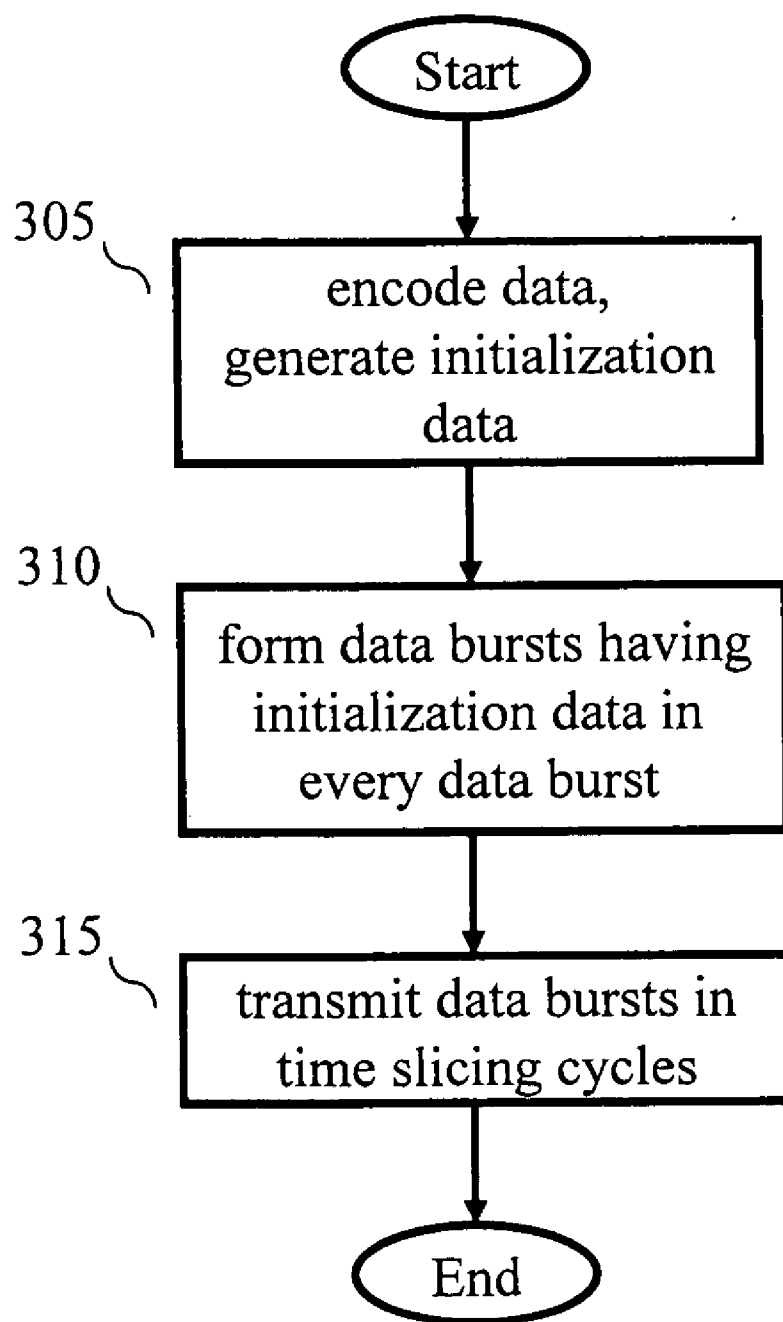 Start
305
encode data,
generate initialization
data
310
form data bursts having
initialization data in
every data burst
315
transmit data bursts in
time slicing cycles
End